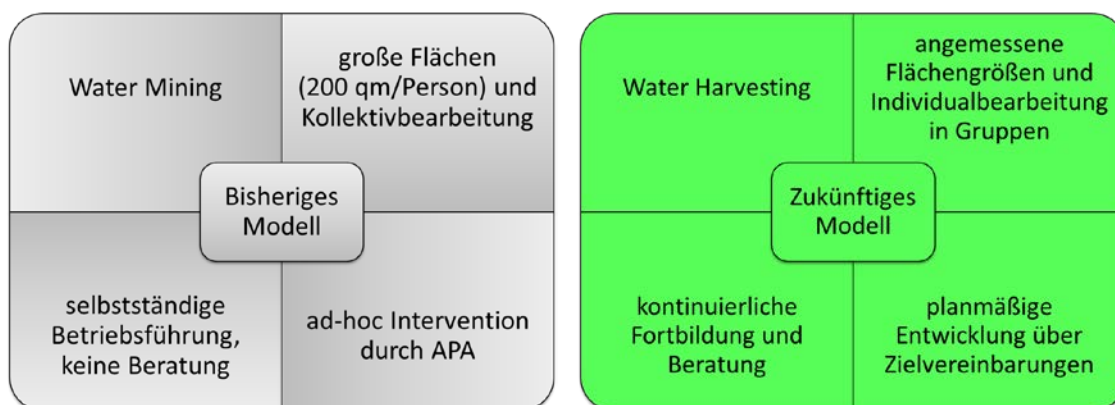 Water Mining
große Flächen
(200 qm/Person) und
Kollektivbearbeitung
Bisheriges
Modell
selbstständige
Betriebsführung,
keine Beratung
ad-hoc Intervention
durch APA
Water Harvesting
angemessene
Flächengrößen und
Individualbearbeitung
in Gruppen
Zukünftiges
Modell
kontinuierliche
Fortbildung und
Beratung
planmäßige
Entwicklung über
Zielvereinbarungen